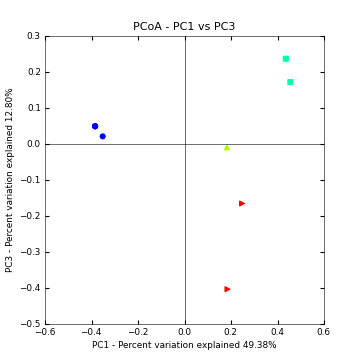 PCoA - PC1 vs PC3
0.3
0.2
0.1
0.0
−0.1
−0.2
−0.3
−0.4
−0.5
PC3 - Percent variation explained 12.80%
−0.6 −0.4 −0.2 0.0 0.2 0.4 0.6
PC1 - Percent variation explained 49.38%